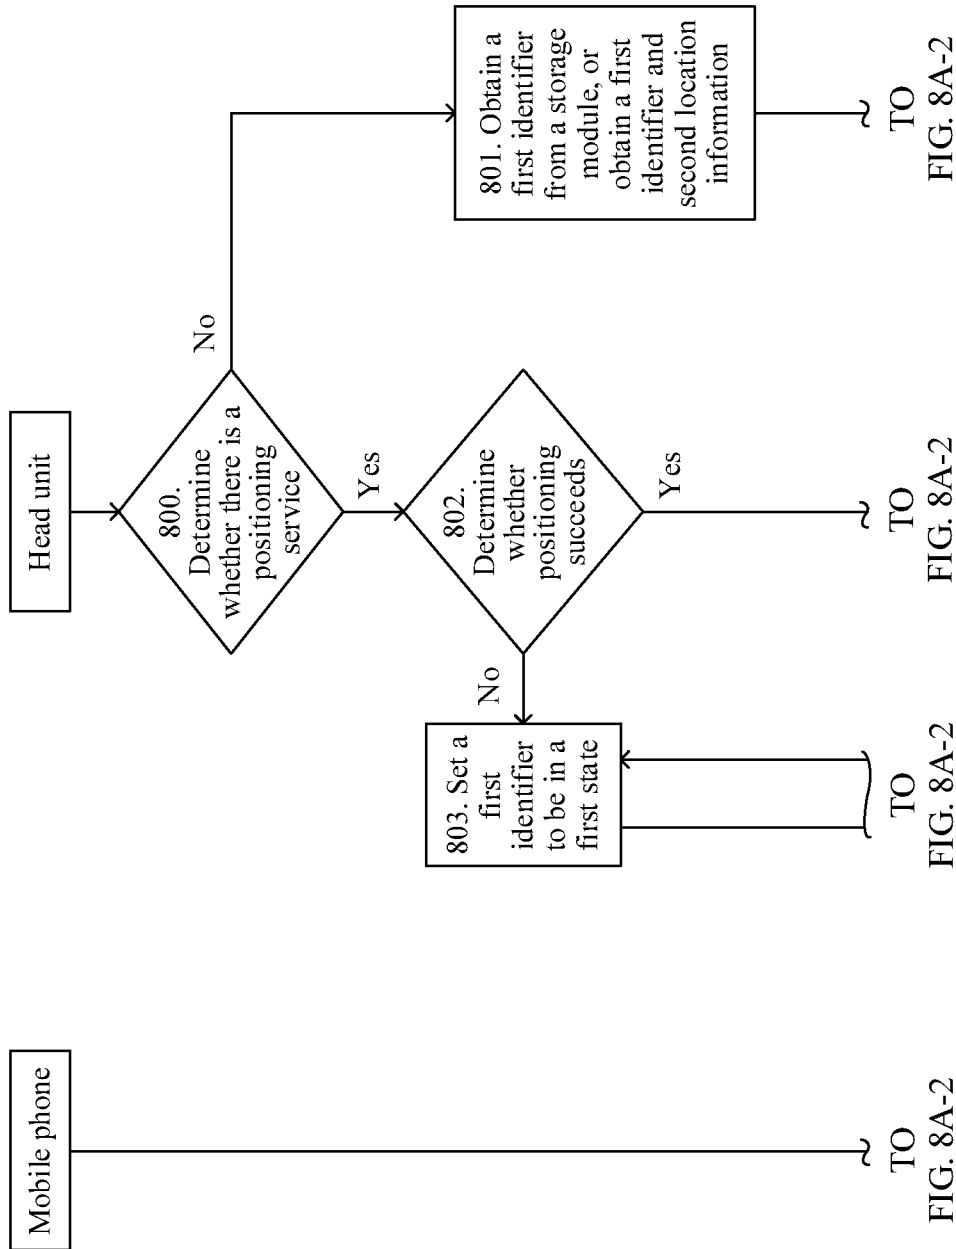 Mobile phone
Head unit
800.
Determine
whether there is a
positioning
service
No
Yes
801. Obtain a
first identifier
from a storage
module, or
obtain a first
identifier and
second location
information
802.
Determine
whether
positioning
succeeds
No
Yes
803. Set a
first
identifier
to be in a
first state
TO
FIG. 8A-2
TO
FIG. 8A-2
TO
FIG. 8A-2
TO
FIG. 8A-2